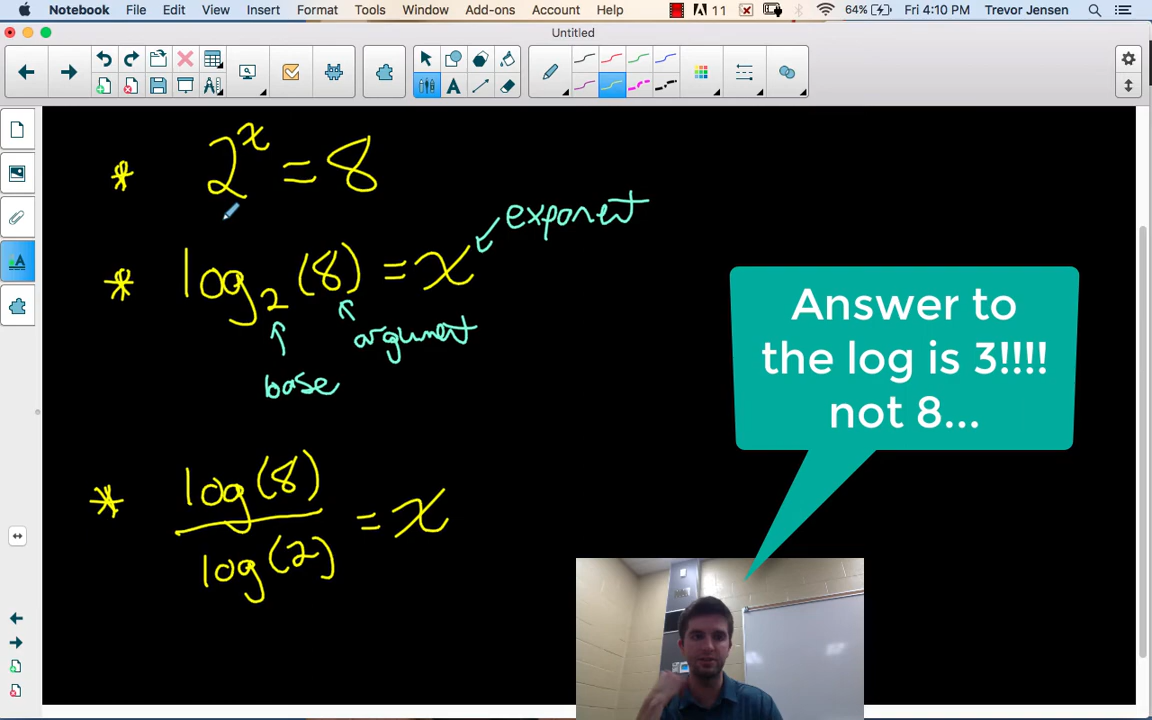 Notebook File Edit View Insert Format Tools Window Add-ons Account Help 11 64% Fri 4:10 PM Trevor Jensen
Untitled
* 2^x = 8
exponent
* log_2 (8) = x
argument
base
* log(8)
log(2)
= x
Answer to
the log is 3!!!!
not 8...